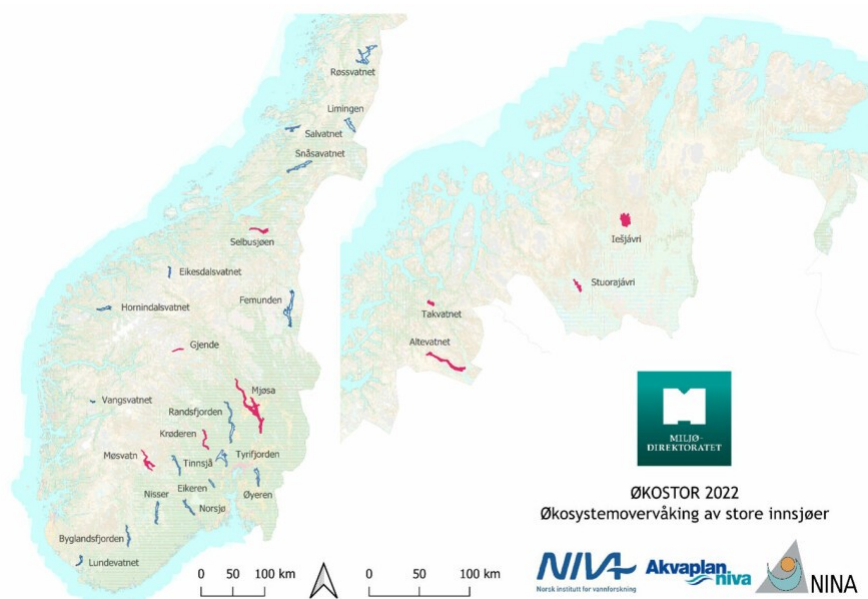 Røssvatnet
Limingen
Salvatnet
Snåsavatnet
Selbusjøen
Eikesdalsvatnet
Femunden
Hornindalsvatnet
Gjende
Mjøsa
Vangsvatnet
Randsfjorden
Krøderen
Møsvatn
Tinnsjå
Tyrifjorden
Eikeren
Øyeren
Nisser
Norsjø
Byglandsfjorden
Lundevatnet
0 50 100 km
Iešjávri
Stuorajávri
Takvatnet
Altevatnet
0 50 100 km
MILJØ-
DIREKTORATET
ØKOSTOR 2022
Økosystemovervåking av store innsjøer
NIVA
Norsk institutt for vannforskning
Akvaplan
niva
NINA